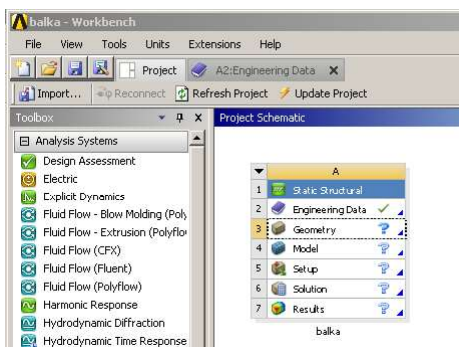 balka - Workbench
File View Tools Units Extensions Help
Project A2:Engineering Data X
Import... Reconnect Refresh Project Update Project
Toolbox
Project Schematic
Analysis Systems
Design Assessment
Electric
Explicit Dynamics
Fluid Flow - Blow Molding (Poly
Fluid Flow - Extrusion (Polyflo
Fluid Flow (CFX)
Fluid Flow (Fluent)
Fluid Flow (Polyflow)
Harmonic Response
Hydrodynamic Diffraction
Hydrodynamic Time Response
A
1 Static Structural
2 Engineering Data
3 Geometry ?
4 Model ?
5 Setup ?
6 Solution ?
7 Results ?
balka